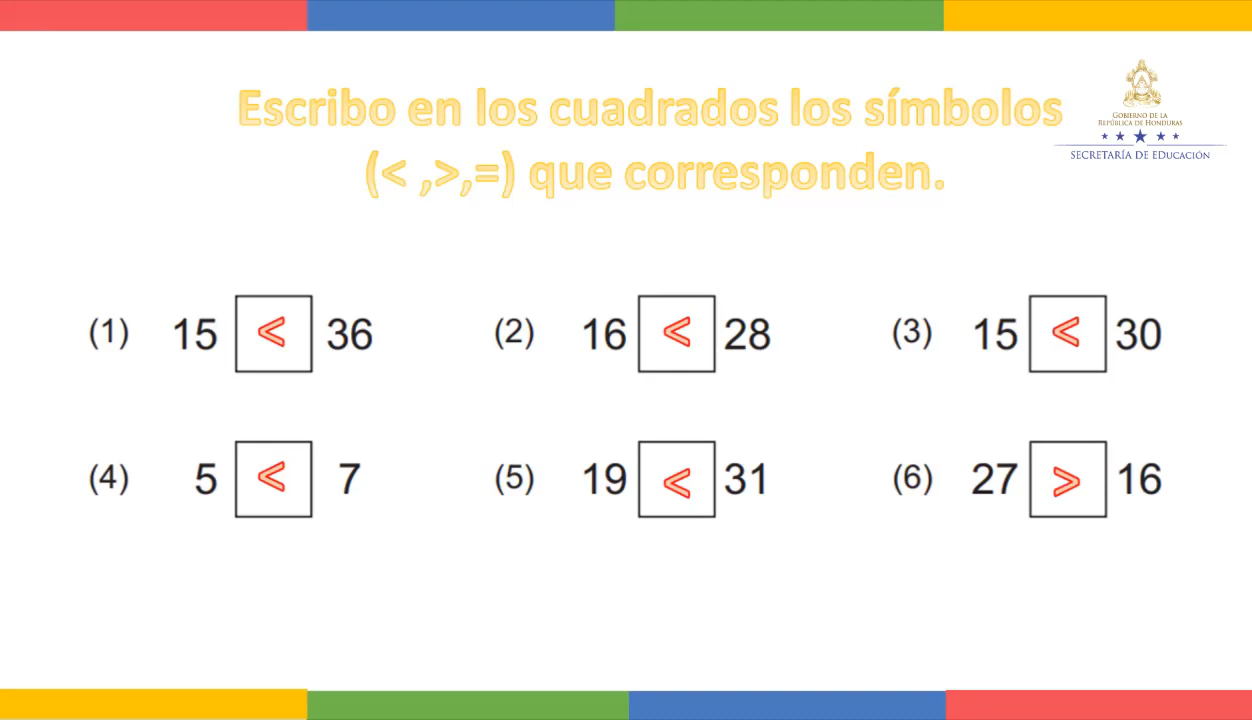 Escribo en los cuadrados los símbolos
(< ,>,=) que corresponden.
GOBIERNO DE LA
REPÚBLICA DE HONDURAS
SECRETARÍA DE EDUCACIÓN
(1) 15 < 36 (2) 16 < 28 (3) 15 < 30
(4) 5 < 7 (5) 19 < 31 (6) 27 > 16